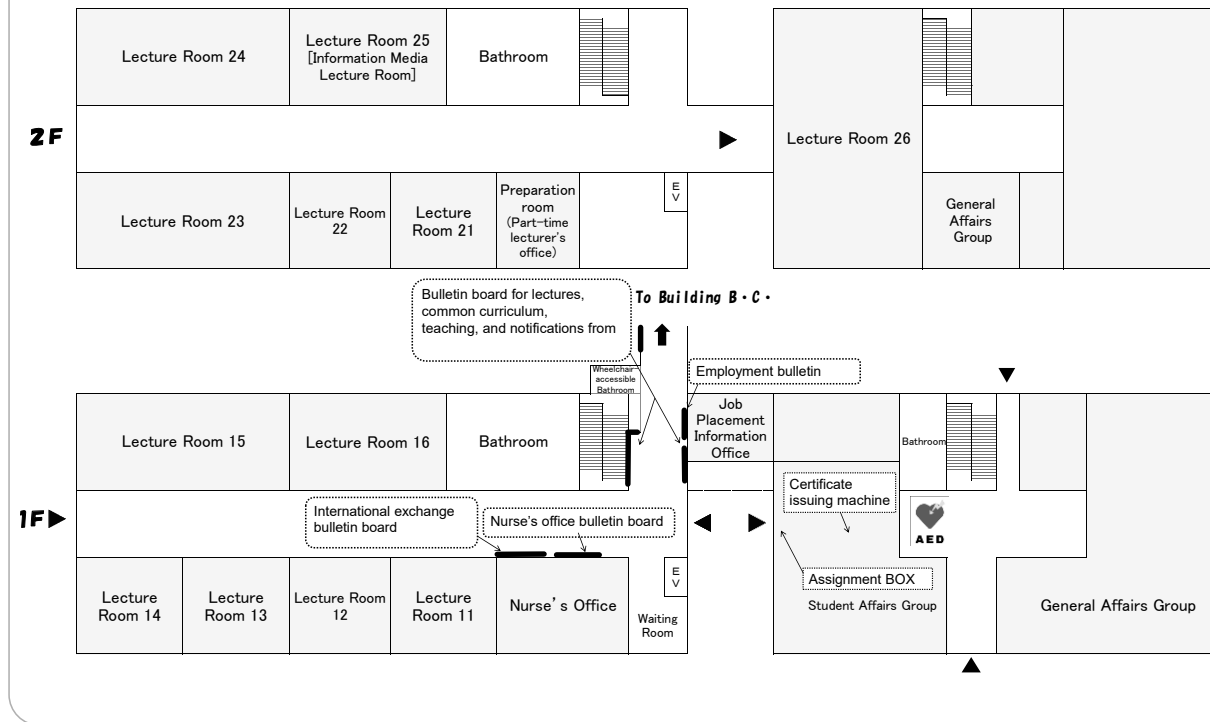 Lecture Room 24
Lecture Room 25
[Information Media
Lecture Room]
Bathroom
2F
Lecture Room 26
Lecture Room 23
Lecture Room
22
Lecture
Room 21
Preparation
room
(Part-time
lecturer's
office)
E
V
General
Affairs
Group
Bulletin board for lectures,
common curriculum,
teaching, and notifications from
To Building B・C・
Wheelchair
accessible
Bathroom
Employment bulletin
Lecture Room 15
Lecture Room 16
Bathroom
Job
Placement
Information
Office
Bathroom
Certificate
issuing machine
1F
International exchange
bulletin board
Nurse's office bulletin board
AED
Lecture
Room 14
Lecture
Room 13
Lecture Room
12
Lecture
Room 11
Nurse's Office
E
V
Waiting
Room
Assignment BOX
Student Affairs Group
General Affairs Group